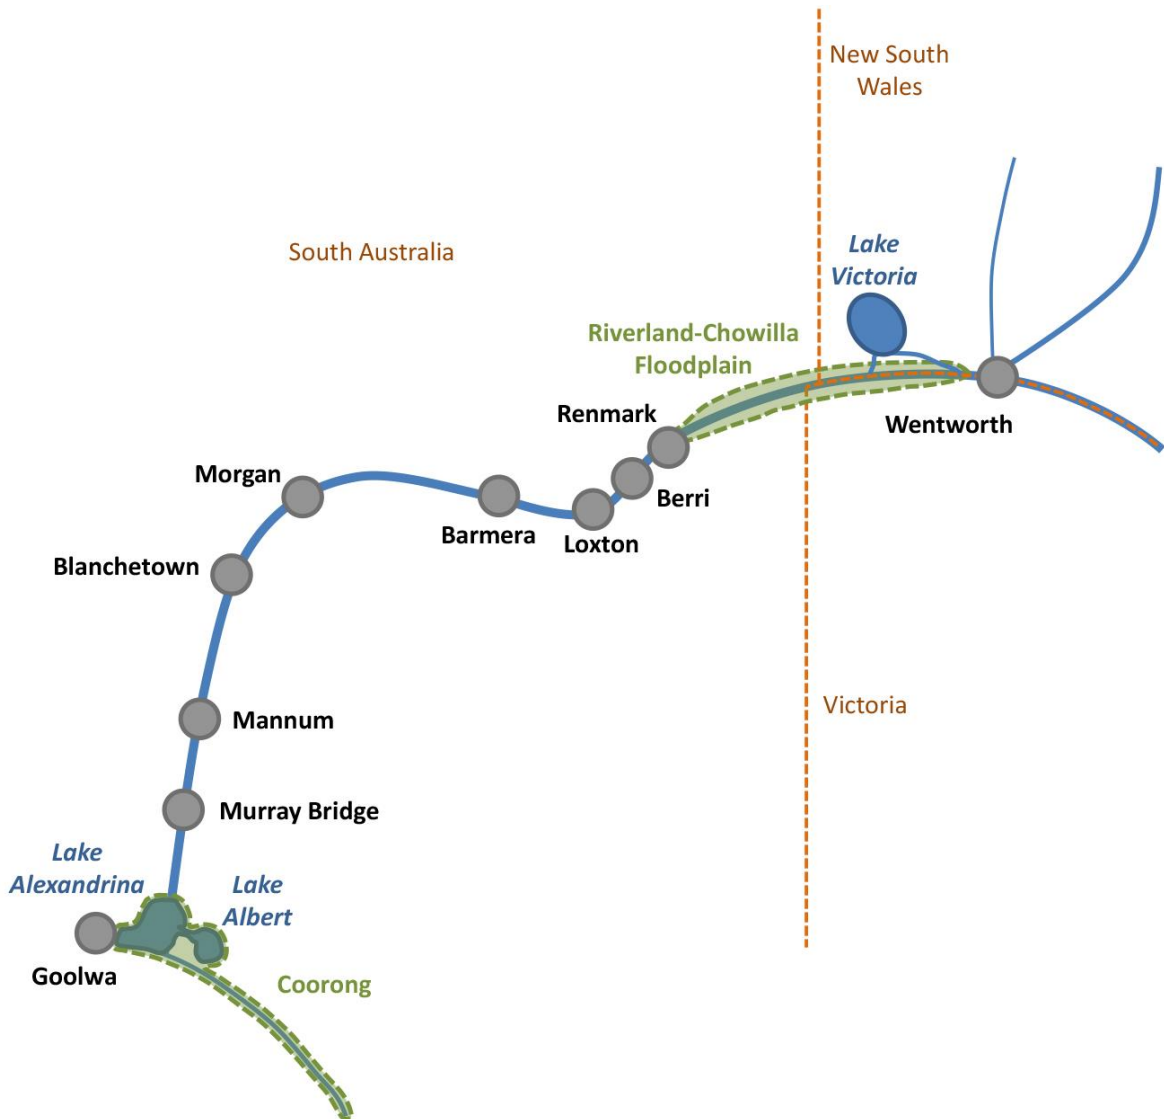 New South
Wales
South Australia
Lake
Victoria
Riverland-Chowilla
Floodplain
Renmark
Wentworth
Morgan
Berri
Barmera
Loxton
Blanchetown
Victoria
Mannum
Murray Bridge
Lake
Alexandrina
Lake
Albert
Goolwa
Coorong